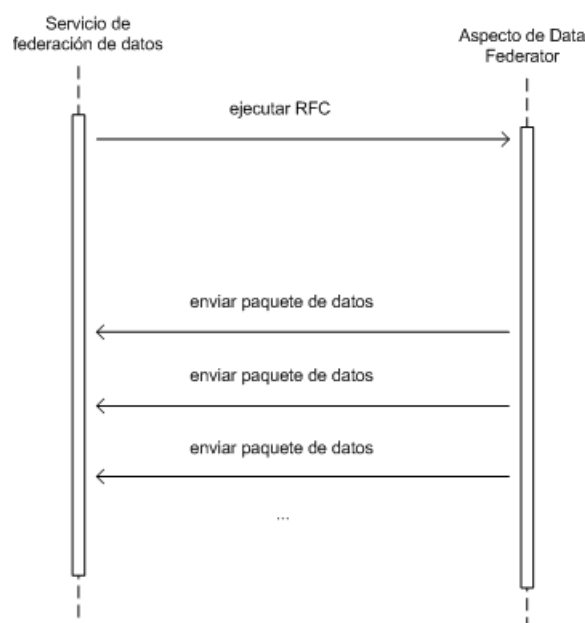 Servicio de
federación de datos
Aspecto de Data
Federator
ejecutar RFC
enviar paquete de datos
enviar paquete de datos
enviar paquete de datos
...